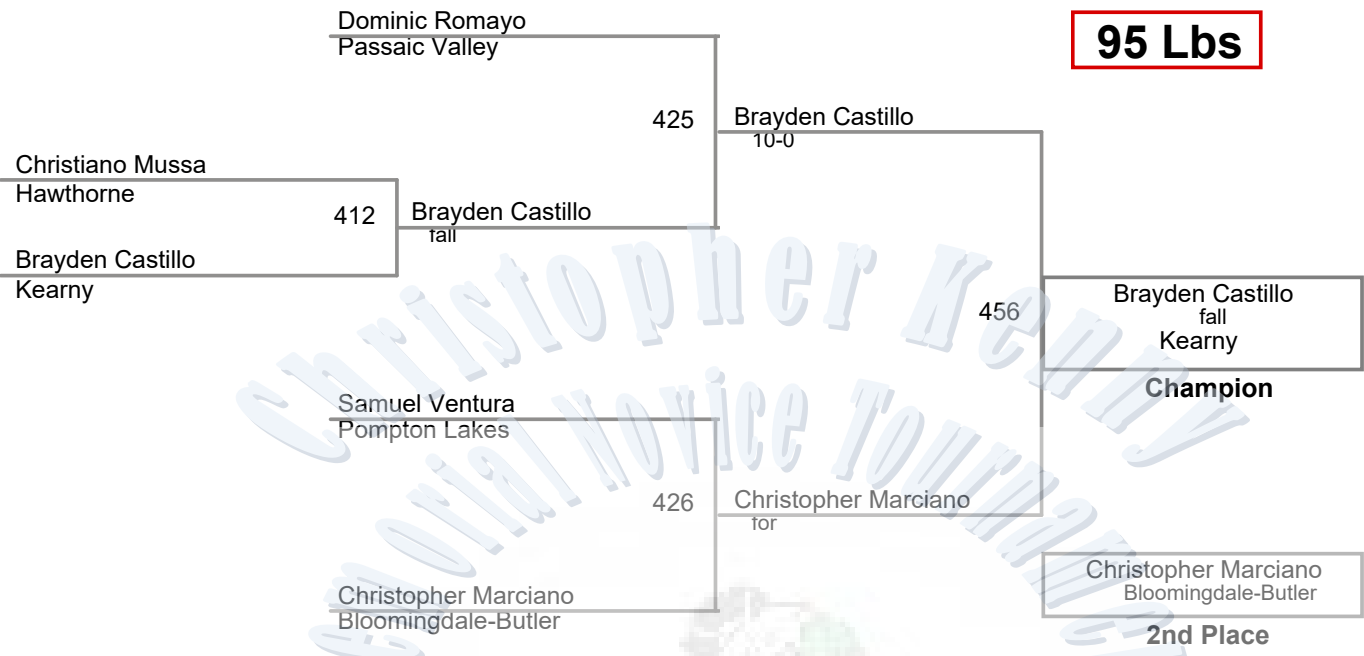 Dominic Romayo
Passaic Valley
95 Lbs
425
Brayden Castillo
10-0
Christiano Mussa
Hawthorne
412
Brayden Castillo
fall
Brayden Castillo
Kearny
456
Brayden Castillo
fall
Kearny
Champion
Samuel Ventura
Pompton Lakes
426
Christopher Marciano
for
Christopher Marciano
Bloomingdale-Butler
Christopher Marciano
Bloomingdale-Butler
2nd Place
Christopher Kenny
emorial Novice Tourname